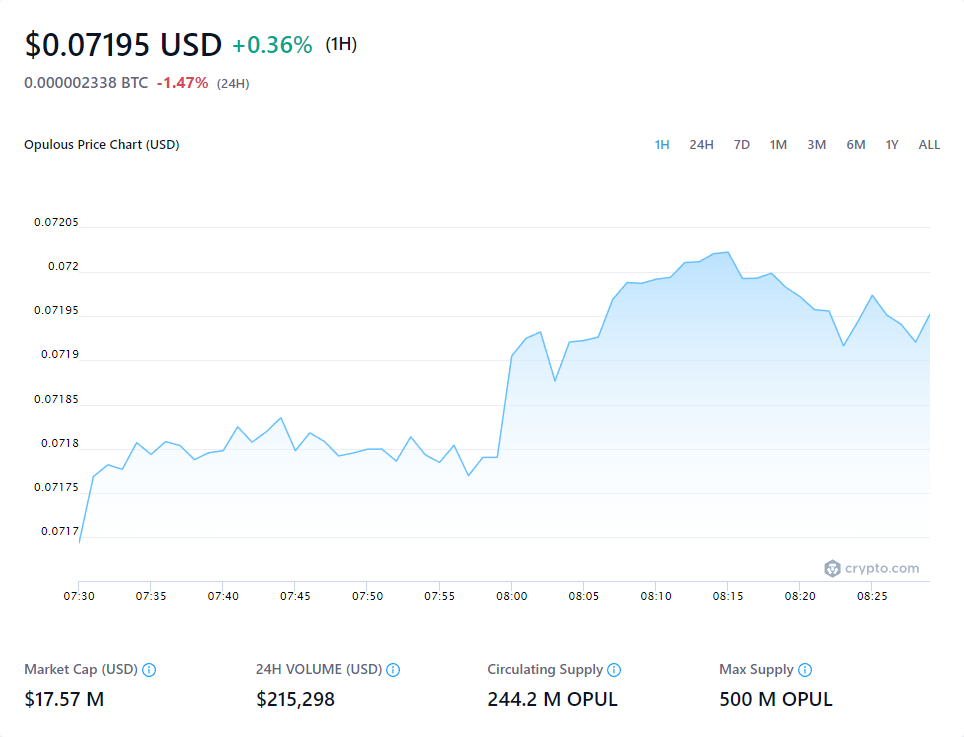 $0.07195 USD +0.36% (1H)
0.000002338 BTC -1.47% (24H)
Opulous Price Chart (USD) 1H 24H 7D 1M 3M 6M 1Y ALL
0.07205
0.072
0.07195
0.0719
0.07185
0.0718
0.07175
0.0717
crypto.com
07:30 07:35 07:40 07:45 07:50 07:55 08:00 08:05 08:10 08:15 08:20 08:25
Market Cap (USD) 24H VOLUME (USD) Circulating Supply Max Supply
$17.57 M $215,298 244.2 M OPUL 500 M OPUL